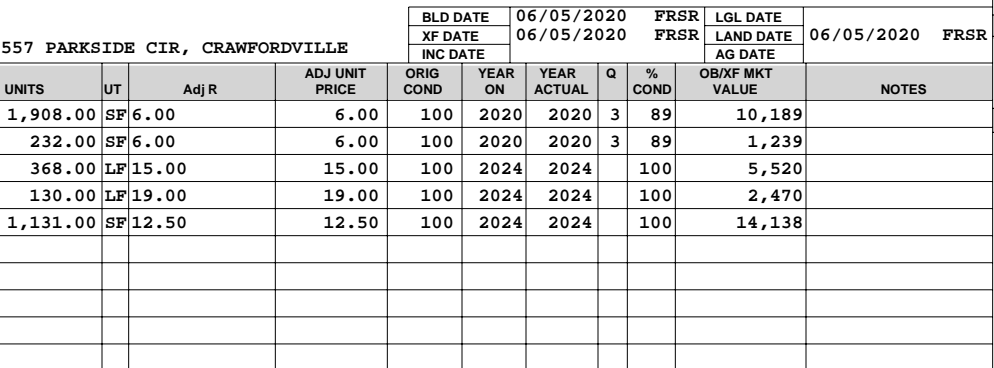 BLD DATE 06/05/2020 FRSR LGL DATE
XF DATE 06/05/2020 FRSR LAND DATE 06/05/2020 FRSR
557 PARKSIDE CIR, CRAWFORDVILLE
INC DATE AG DATE
UNITS UT Adj R ADJ UNIT PRICE ORIG COND YEAR ON YEAR ACTUAL Q % COND OB/XF MKT VALUE NOTES
1,908.00 SF 6.00 6.00 100 2020 2020 3 89 10,189
232.00 SF 6.00 6.00 100 2020 2020 3 89 1,239
368.00 LF 15.00 15.00 100 2024 2024 100 5,520
130.00 LF 19.00 19.00 100 2024 2024 100 2,470
1,131.00 SF 12.50 12.50 100 2024 2024 100 14,138